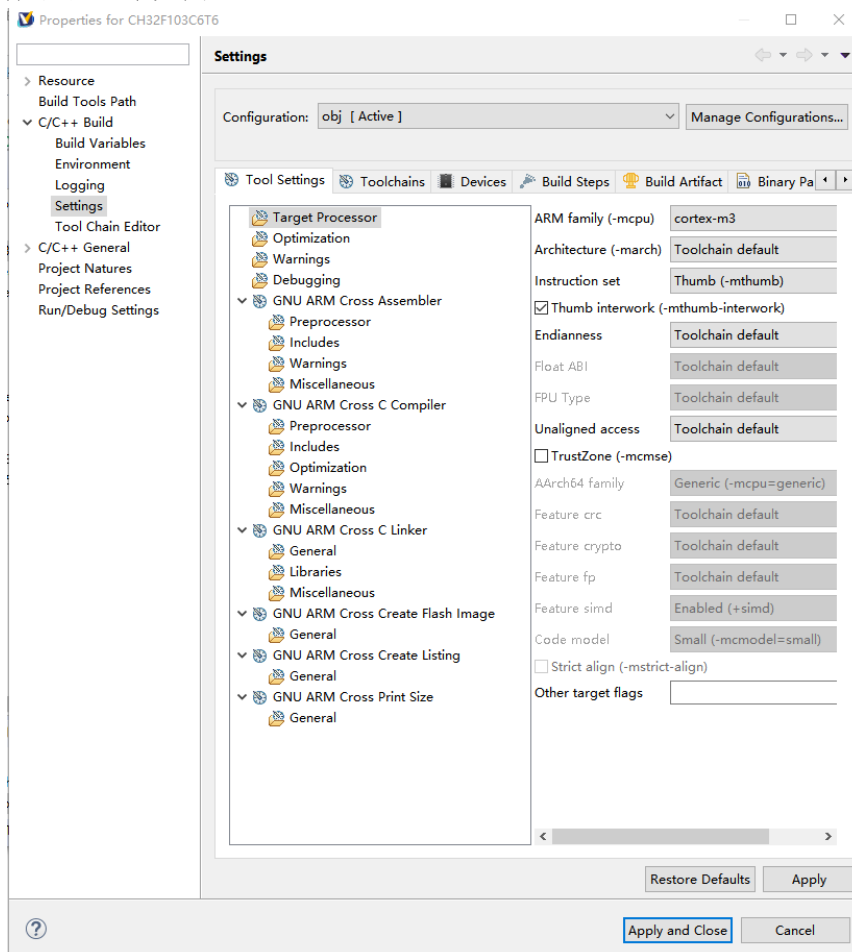 Properties for CH32F103C6T6
Settings
Resource
Build Tools Path
C/C++ Build
Build Variables
Environment
Logging
Settings
Tool Chain Editor
C/C++ General
Project Natures
Project References
Run/Debug Settings
Configuration: obj [ Active ] Manage Configurations...
Tool Settings Toolchains Devices Build Steps Build Artifact Binary Pa
Target Processor
Optimization
Warnings
Debugging
GNU ARM Cross Assembler
Preprocessor
Includes
Warnings
Miscellaneous
GNU ARM Cross C Compiler
Preprocessor
Includes
Optimization
Warnings
Miscellaneous
GNU ARM Cross C Linker
General
Libraries
Miscellaneous
GNU ARM Cross Create Flash Image
General
GNU ARM Cross Create Listing
General
GNU ARM Cross Print Size
General
ARM family (-mcpu) cortex-m3
Architecture (-march) Toolchain default
Instruction set Thumb (-mthumb)
Thumb interwork (-mthumb-interwork)
Endianness Toolchain default
Float ABI Toolchain default
FPU Type Toolchain default
Unaligned access Toolchain default
TrustZone (-mcmse)
AArch64 family Generic (-mcpu=generic)
Feature crc Toolchain default
Feature crypto Toolchain default
Feature fp Toolchain default
Feature simd Enabled (+simd)
Code model Small (-mcmodel=small)
Strict align (-mstrict-align)
Other target flags
Restore Defaults Apply
Apply and Close Cancel